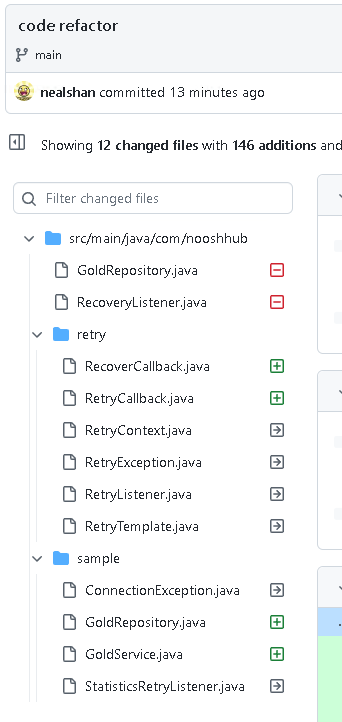 code refactor
main
nealshan committed 13 minutes ago
Showing 12 changed files with 146 additions and
Filter changed files
src/main/java/com/nooshhub
GoldRepository.java
RecoveryListener.java
retry
RecoverCallback.java
RetryCallback.java
RetryContext.java
RetryException.java
RetryListener.java
RetryTemplate.java
sample
ConnectionException.java
GoldRepository.java
GoldService.java
StatisticsRetryListener.java